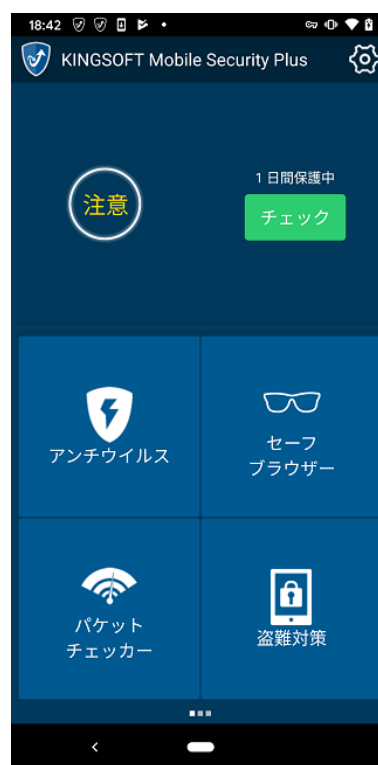 18:42
KINGSOFT Mobile Security Plus
1 日間保護中
注意
チェック
アンチウイルス
セーフ
ブラウザー
パケット
チェッカー
盗難対策